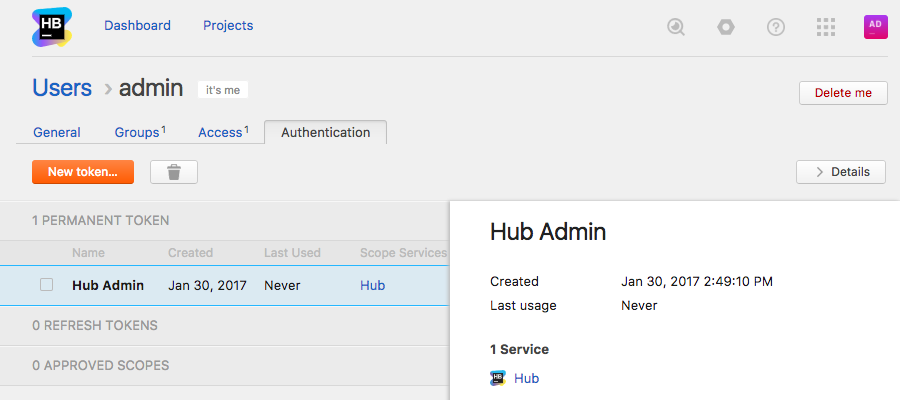 HB
Dashboard
Projects
AD
Users > admin it's me
Delete me
General
Groups 1
Access 1
Authentication
New token...
> Details
1 PERMANENT TOKEN
Name Created Last Used Scope Services
Hub Admin Jan 30, 2017 Never Hub
0 REFRESH TOKENS
0 APPROVED SCOPES
Hub Admin
Created Jan 30, 2017 2:49:10 PM
Last usage Never
1 Service
HB Hub